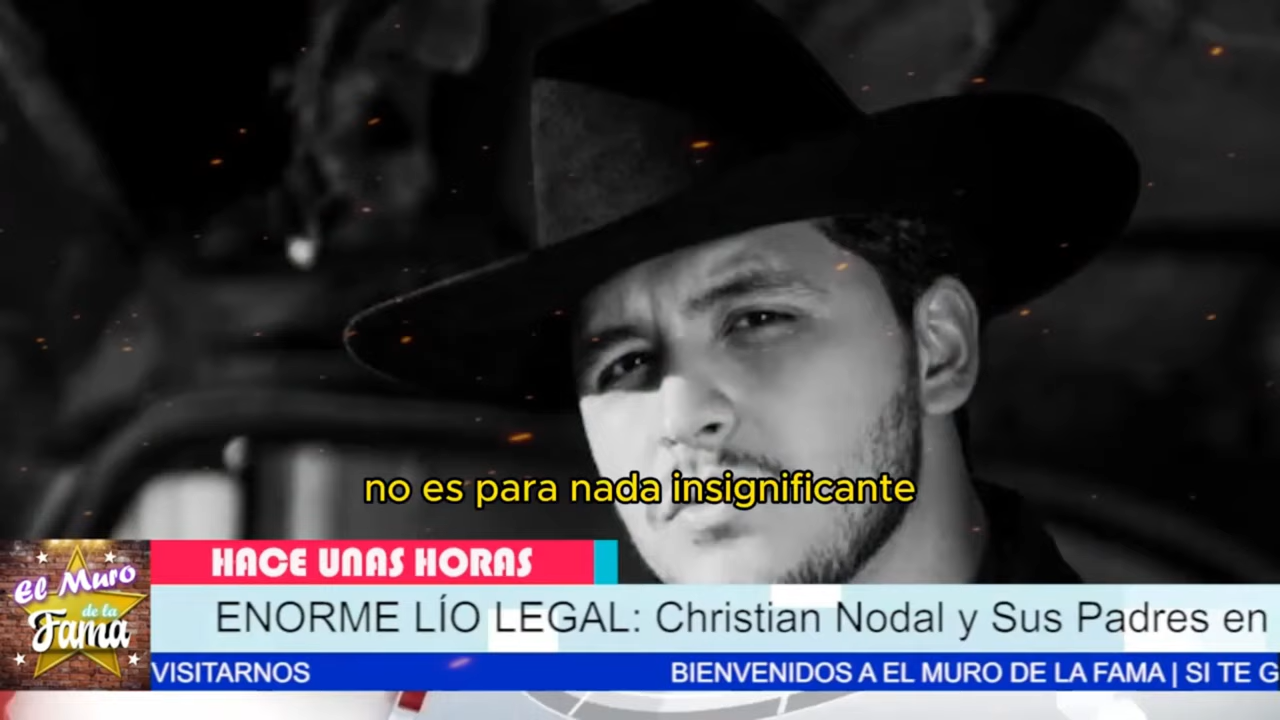 no es para nada insignificante
HACE UNAS HORAS
El Muro
de la
Fama
ENORME LÍO LEGAL: Christian Nodal y Sus Padres en
VISITARNOS
BIENVENIDOS A EL MURO DE LA FAMA | SI TE G